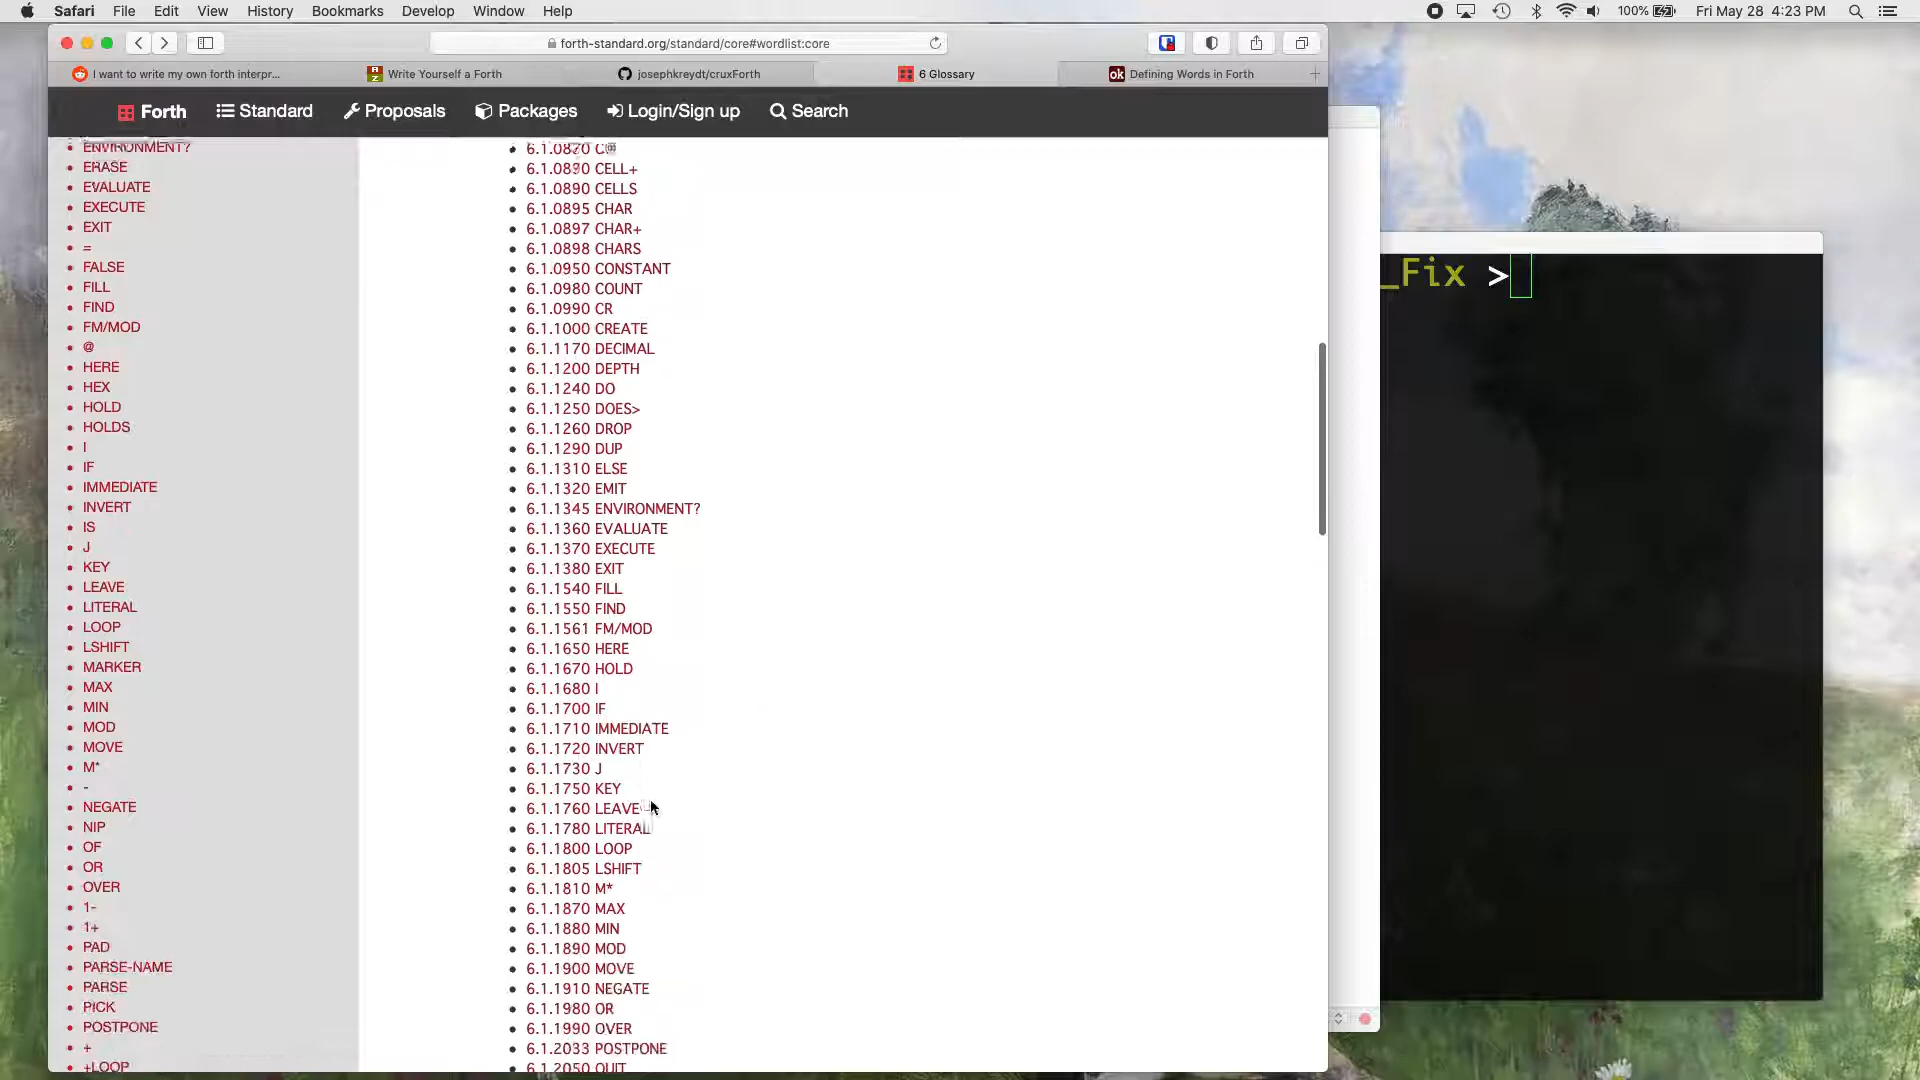 Safari File Edit View History Bookmarks Develop Window Help 100% Fri May 28 4:23 PM
forth-standard.org/standard/core#wordlist:core
I want to write my own forth interpr... Write Yourself a Forth josephkreydt/cruxForth 6 Glossary ok Defining Words in Forth
Forth Standard Proposals Packages Login/Sign up Search
ENVIRONMENT?
ERASE
EVALUATE
EXECUTE
EXIT
=
FALSE
FILL
FIND
FM/MOD
@
HERE
HEX
HOLD
HOLDS
I
IF
IMMEDIATE
INVERT
IS
J
KEY
LEAVE
LITERAL
LOOP
LSHIFT
MARKER
MAX
MIN
MOD
MOVE
M*
-
NEGATE
NIP
OF
OR
OVER
1-
1+
PAD
PARSE-NAME
PARSE
PICK
POSTPONE
+
+LOOP
6.1.0880 CELL+
6.1.0890 CELLS
6.1.0895 CHAR
6.1.0897 CHAR+
6.1.0898 CHARS
6.1.0950 CONSTANT
6.1.0980 COUNT
6.1.0990 CR
6.1.1000 CREATE
6.1.1170 DECIMAL
6.1.1200 DEPTH
6.1.1240 DO
6.1.1250 DOES>
6.1.1260 DROP
6.1.1290 DUP
6.1.1310 ELSE
6.1.1320 EMIT
6.1.1345 ENVIRONMENT?
6.1.1360 EVALUATE
6.1.1370 EXECUTE
6.1.1380 EXIT
6.1.1540 FILL
6.1.1550 FIND
6.1.1561 FM/MOD
6.1.1650 HERE
6.1.1670 HOLD
6.1.1680 I
6.1.1700 IF
6.1.1710 IMMEDIATE
6.1.1720 INVERT
6.1.1730 J
6.1.1750 KEY
6.1.1760 LEAVE
6.1.1780 LITERAL
6.1.1800 LOOP
6.1.1805 LSHIFT
6.1.1810 M*
6.1.1870 MAX
6.1.1880 MIN
6.1.1890 MOD
6.1.1900 MOVE
6.1.1910 NEGATE
6.1.1980 OR
6.1.1990 OVER
6.1.2033 POSTPONE
6.1.2050 QUIT
_Fix >